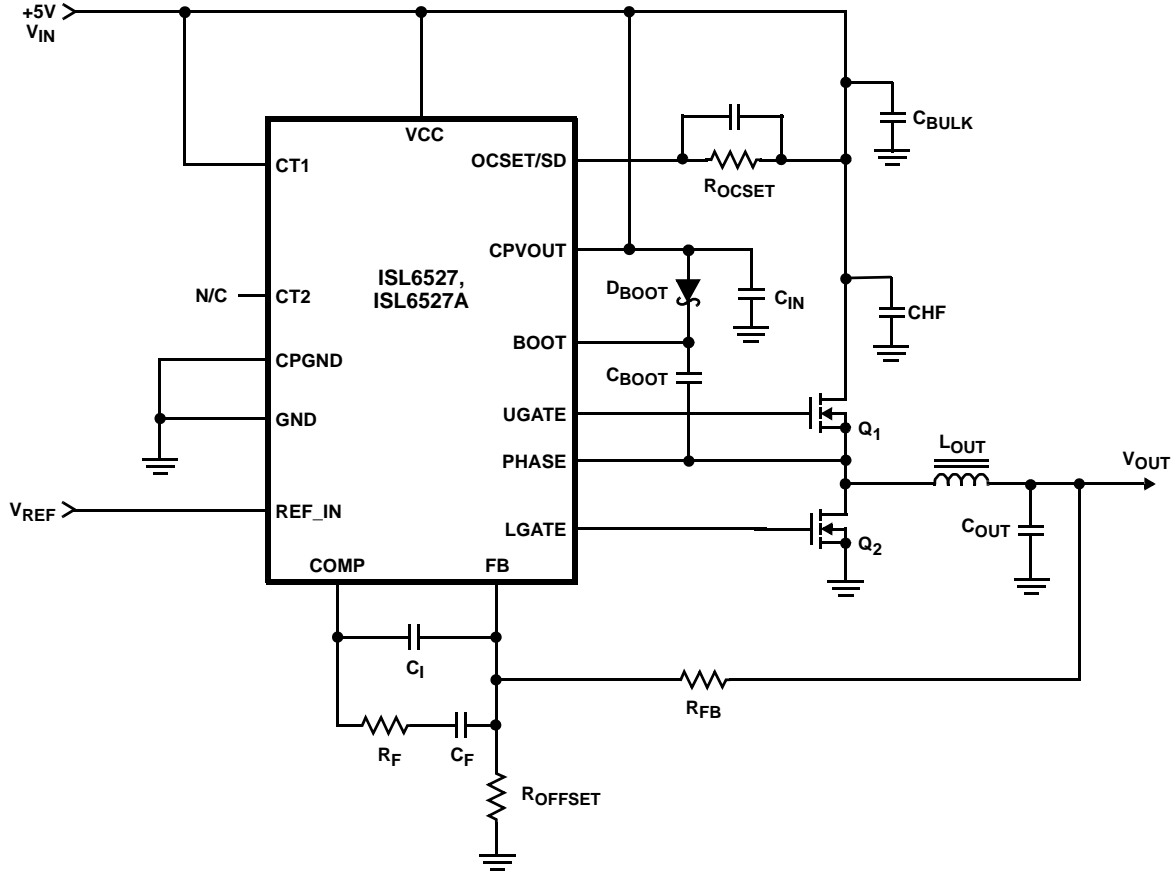 +5V
VIN
VCC
CT1
OCSET/SD
ROCSET
CBULK
CPVOUT
ISL6527,
ISL6527A
N/C
CT2
DBOOT
CIN
CHF
BOOT
CPGND
CBOOT
GND
UGATE
Q1
PHASE
LOUT
VOUT
VREF
REF_IN
LGATE
Q2
COUT
COMP
FB
CI
RFB
RF
CF
ROFFSET